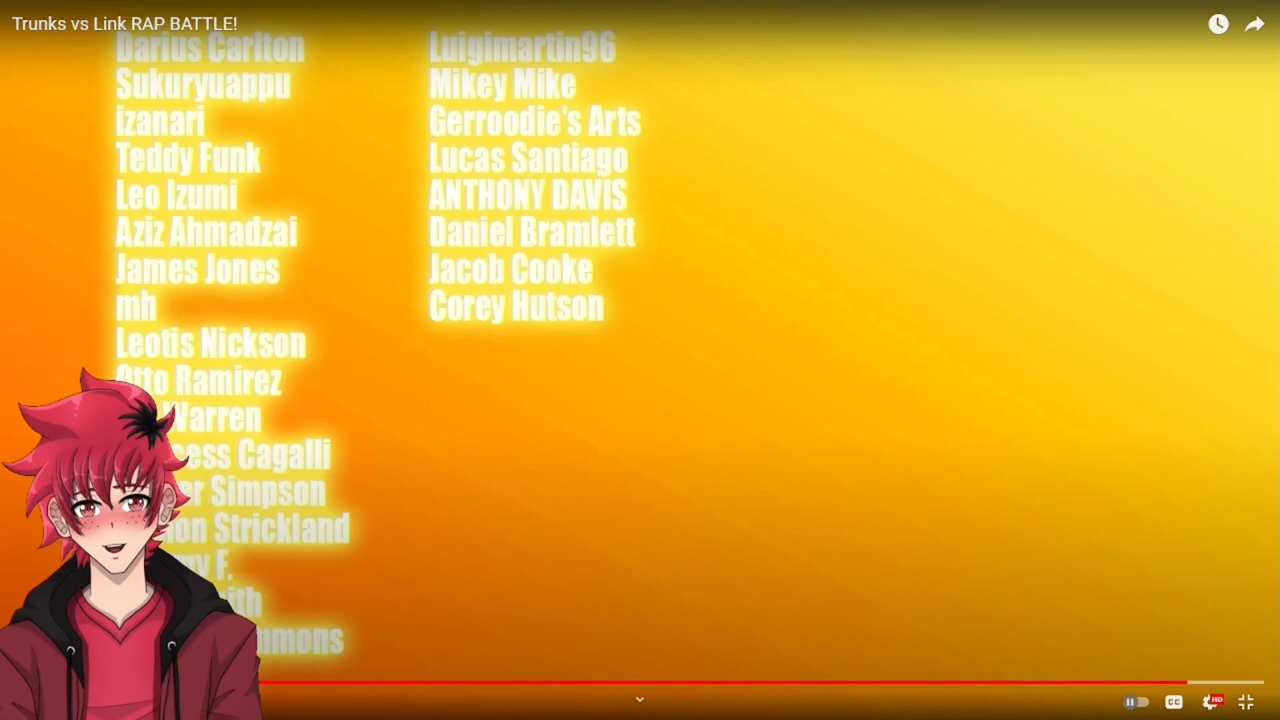 Trunks vs Link RAP BATTLE!
Darius Carlton
Sukuryuappu
izanari
Teddy Funk
Leo Izumi
Aziz Ahmadzai
James Jones
mh
Leotis Nickson
Otto Ramirez
Warren
Cagalli
Simpson
Strickland
F.
Luigimartin96
Mikey Mike
Gerroodie's Arts
Lucas Santiago
ANTHONY DAVIS
Daniel Bramlett
Jacob Cooke
Corey Hutson
CC
HD